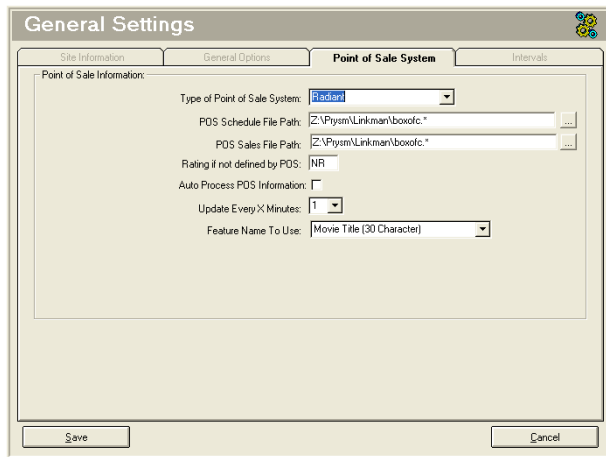 General Settings
Site Information General Options Point of Sale System Intervals
Point of Sale Information:
Type of Point of Sale System: Radiant
POS Schedule File Path: Z:\Prysm\Linkman\boxofc.* ...
POS Sales File Path: Z:\Prysm\Linkman\boxofc.* ...
Rating if not defined by POS: NR
Auto Process POS Information:
Update Every X Minutes: 1
Feature Name To Use: Movie Title (30 Character)
Save Cancel